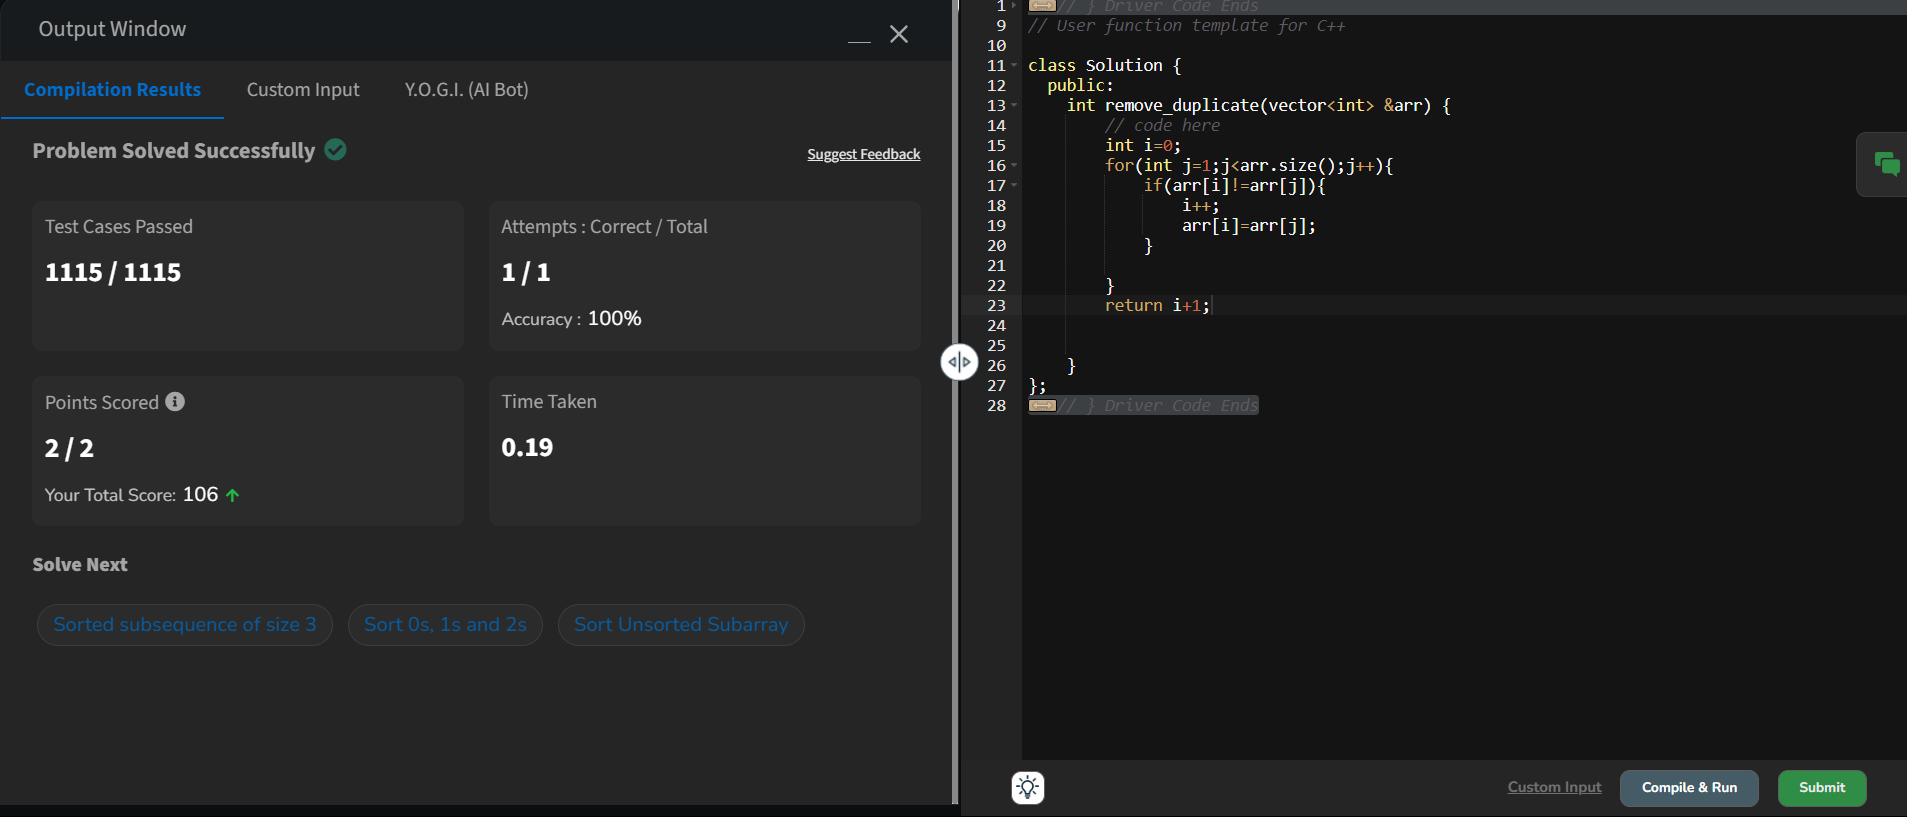 Output Window
Compilation Results
Custom Input
Y.O.G.I. (AI Bot)
Problem Solved Successfully
Suggest Feedback
Test Cases Passed
1115 / 1115
Attempts : Correct / Total
1 / 1
Accuracy : 100%
Points Scored
2 / 2
Your Total Score: 106
Time Taken
0.19
Solve Next
Sorted subsequence of size 3
Sort 0s, 1s and 2s
Sort Unsorted Subarray
1 // } Driver Code Ends
9 // User function template for C++
10
11 class Solution {
12   public:
13     int remove_duplicate(vector<int> &arr) {
14         // code here
15         int i=0;
16         for(int j=1;j<arr.size();j++){
17             if(arr[i]!=arr[j]){
18                 i++;
19                 arr[i]=arr[j];
20             }
21
22         }
23         return i+1;
24
25
26     }
27 };
28 // } Driver Code Ends
Custom Input
Compile & Run
Submit